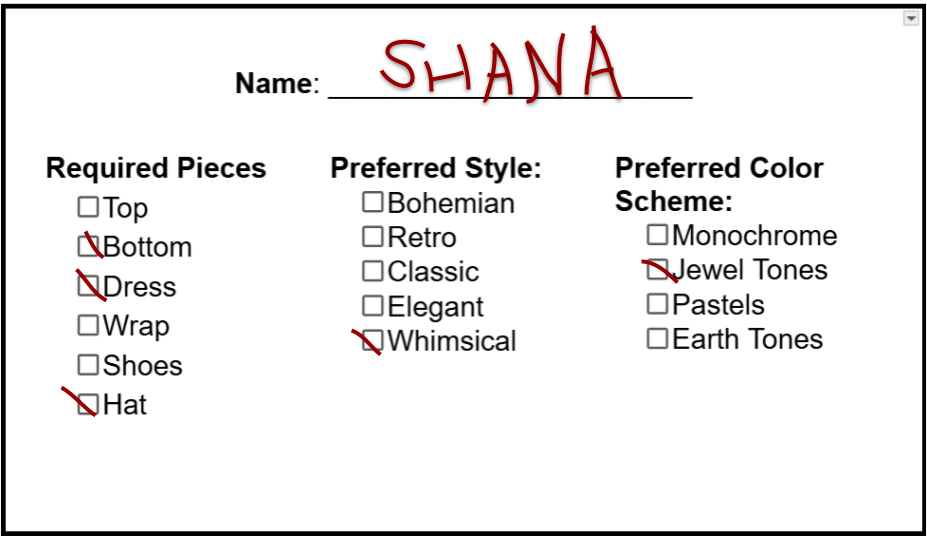 Name: SHANA
Required Pieces
Top
Bottom
Dress
Wrap
Shoes
Hat
Preferred Style:
Bohemian
Retro
Classic
Elegant
Whimsical
Preferred Color
Scheme:
Monochrome
Jewel Tones
Pastels
Earth Tones